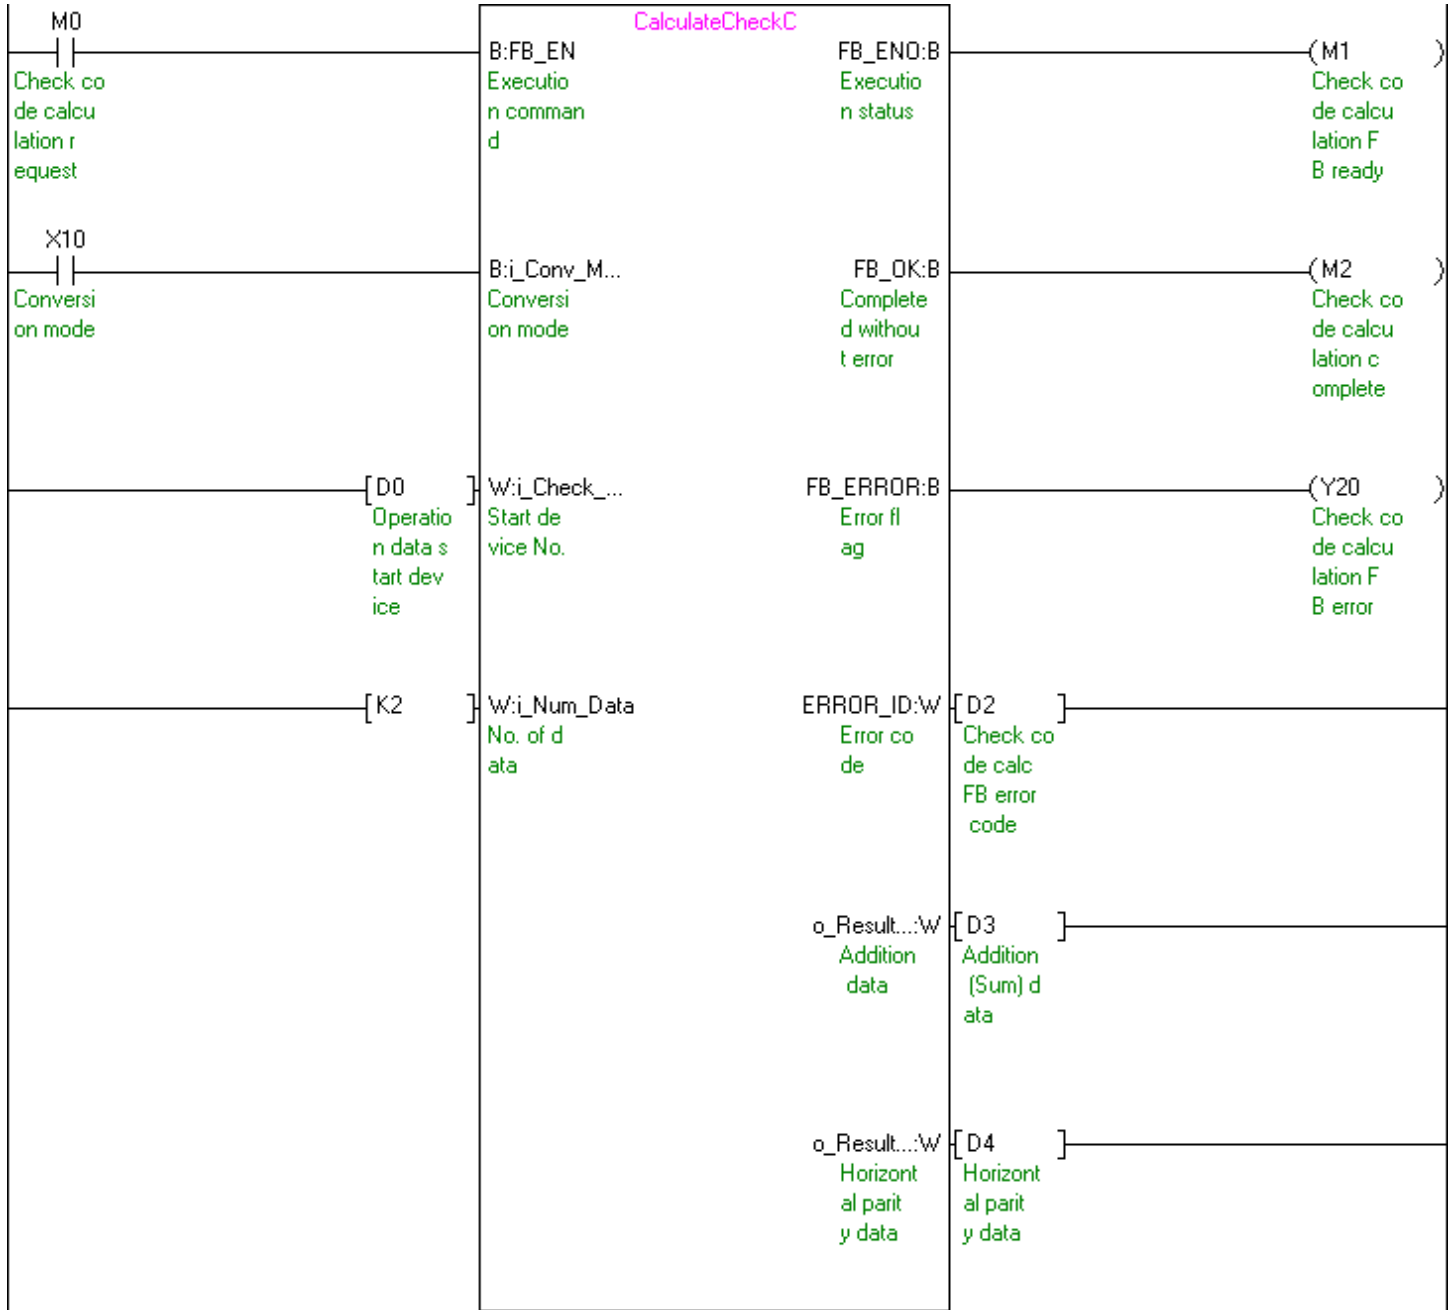 M0
CalculateCheckC
B:FB_EN
FB_ENO:B
(M1 )
Check co
de calcu
lation r
equest
Executio
n comman
d
Executio
n status
Check co
de calcu
lation F
B ready
X10
B:i_Conv_M...
FB_OK:B
(M2 )
Conversi
on mode
Conversi
on mode
Complete
d withou
t error
Check co
de calcu
lation c
omplete
[D0 ]
W:i_Check_...
FB_ERROR:B
(Y20 )
Operatio
n data s
tart dev
ice
Start de
vice No.
Error fl
ag
Check co
de calcu
lation F
B error
[K2 ]
W:i_Num_Data
ERROR_ID:W
[D2 ]
No. of d
ata
Error co
de
Check co
de calc
FB error
code
o_Result...:W
[D3 ]
Addition
data
Addition
(Sum) d
ata
o_Result...:W
[D4 ]
Horizont
al parit
y data
Horizont
al parit
y data